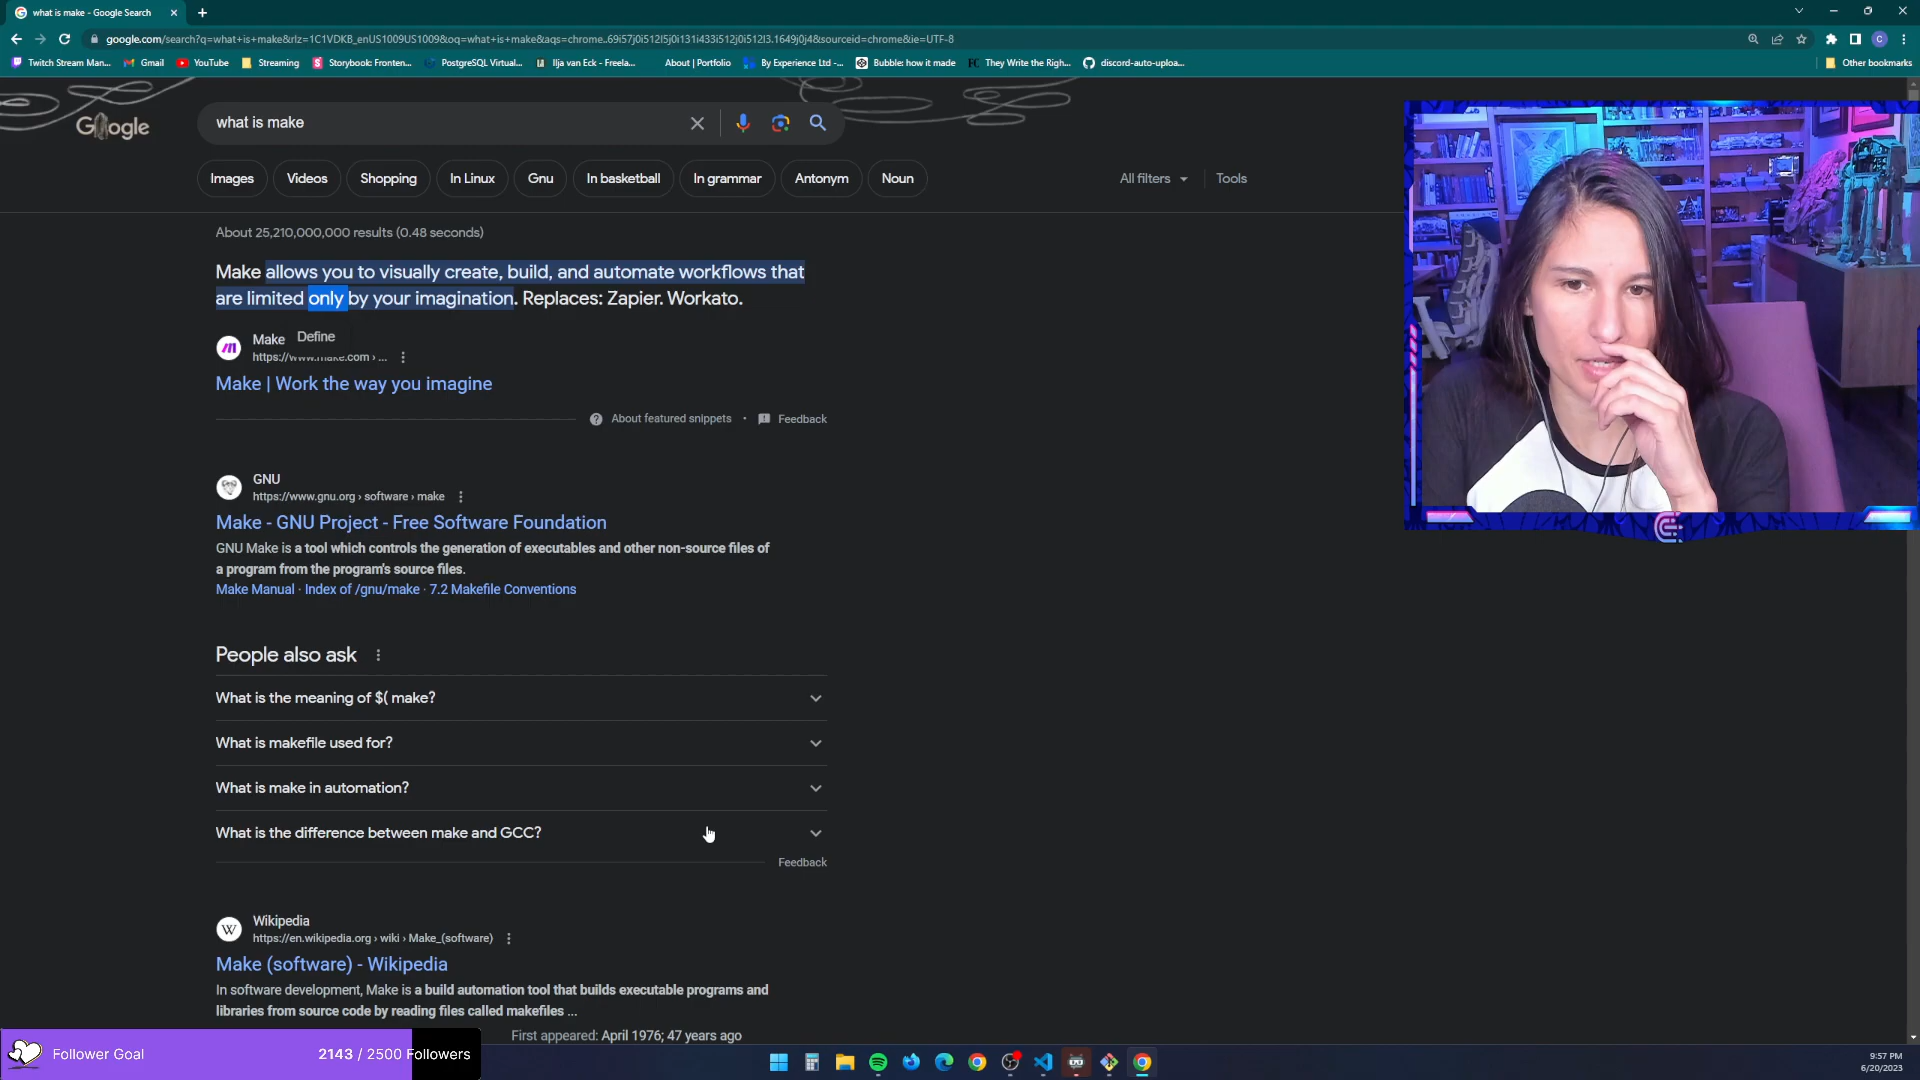 what is make - Google Search
google.com/search?q=what+is+make&rlz=1C1VDKB_enUS1009US1009&oq=what+is+make&aqs=chrome..69i57j0i512l5j0i131i433i512j0i512l3.1649j0j4&sourceid=chrome&ie=UTF-8
Twitch Stream Man... Gmail YouTube Streaming Storybook: Fronten... PostgreSQL Virtual... Ilja van Eck - Freela... About | Portfolio By Experience Ltd -... Bubble: how it made They Write the Righ... discord-auto-uploa... Other bookmarks
Google
what is make
Images Videos Shopping In Linux Gnu In basketball In grammar Antonym Noun All filters Tools
About 25,210,000,000 results (0.48 seconds)
Make allows you to visually create, build, and automate workflows that
are limited only by your imagination. Replaces: Zapier. Workato.
Make Define
https://www.make.com › ...
Make | Work the way you imagine
About featured snippets • Feedback
GNU
https://www.gnu.org › software › make
Make - GNU Project - Free Software Foundation
GNU Make is a tool which controls the generation of executables and other non-source files of
a program from the program's source files.
Make Manual · Index of /gnu/make · 7.2 Makefile Conventions
People also ask
What is the meaning of $( make?
What is makefile used for?
What is make in automation?
What is the difference between make and GCC?
Feedback
W Wikipedia
https://en.wikipedia.org › wiki › Make_(software)
Make (software) - Wikipedia
In software development, Make is a build automation tool that builds executable programs and
libraries from source code by reading files called makefiles ...
First appeared: April 1976; 47 years ago
Follower Goal 2143 / 2500 Followers
9:57 PM
6/20/2023